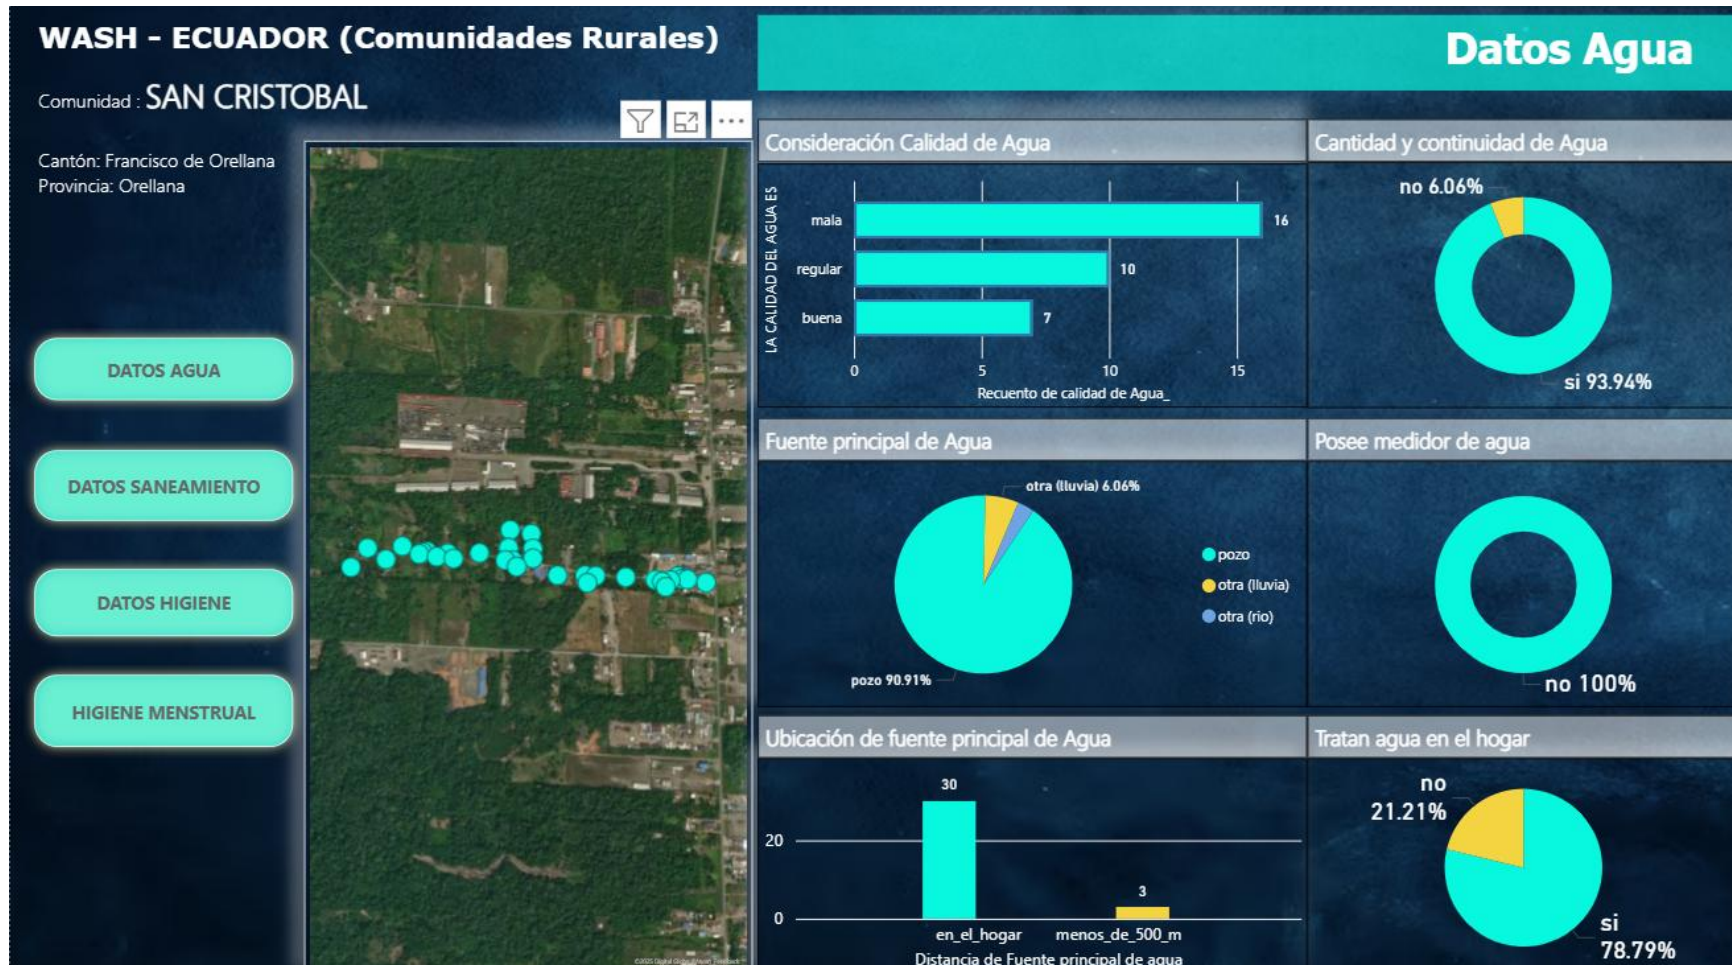 WASH - ECUADOR (Comunidades Rurales)
Comunidad : SAN CRISTOBAL
Cantón: Francisco de Orellana
Provincia: Orellana
DATOS AGUA
DATOS SANEAMIENTO
DATOS HIGIENE
HIGIENE MENSTRUAL
Datos Agua
Consideración Calidad de Agua
LA CALIDAD DEL AGUA ES
mala
16
regular
10
buena
7
0 5 10 15
Recuento de calidad de Agua_
Cantidad y continuidad de Agua
no 6.06%
si 93.94%
Fuente principal de Agua
otra (lluvia) 6.06%
pozo 90.91%
pozo
otra (lluvia)
otra (rio)
Posee medidor de agua
no 100%
Ubicación de fuente principal de Agua
30
20
3
0
en_el_hogar menos_de_500_m
Distancia de Fuente principal de agua
Tratan agua en el hogar
no
21.21%
si
78.79%